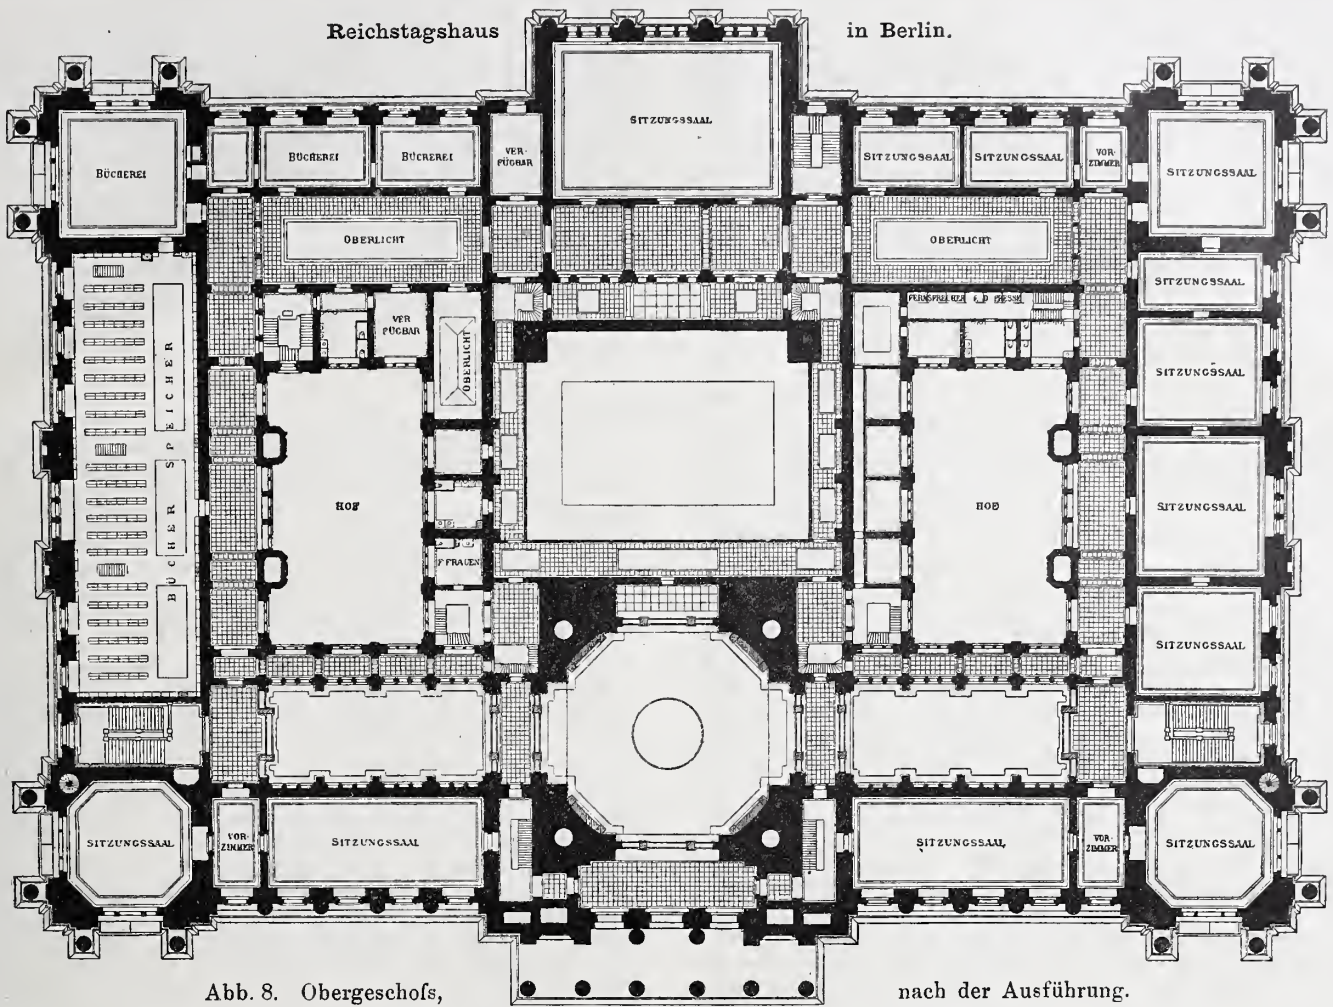 Reichstagshaus in Berlin.
SITZUNGSSAAL
BÜCHEREI
BÜCHEREI
BÜCHEREI
VER-
FÜGBAR
SITZUNGSSAAL
SITZUNGSSAAL
VOR-
ZIMMER
SITZUNGSSAAL
OBERLICHT
OBERLICHT
SITZUNGSSAAL
VER
FÜGBAR
OBERLICHT
FERNSPRECHER F. D PRESSE
SITZUNGSSAAL
BÜCHER SPEICHER
HOF
HOF
SITZUNGSSAAL
F FRAUEN
SITZUNGSSAAL
SITZUNGSSAAL
VOR-
ZIMMER
SITZUNGSSAAL
SITZUNGSSAAL
VOR-
ZIMMER
SITZUNGSSAAL
Abb. 8. Obergeschoſs, nach der Ausführung.